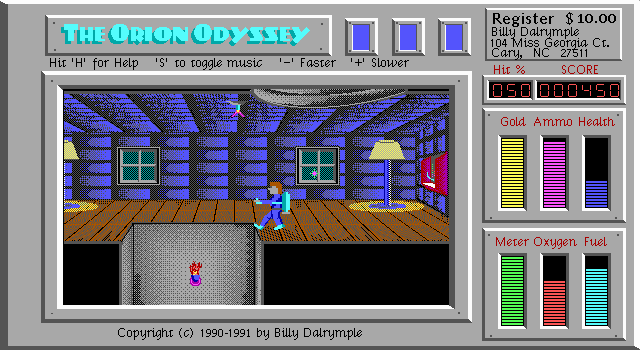 The Orion Odyssey
Hit 'H' for Help 'S' to toggle music '-' Faster '+' Slower
Register $10.00
Billy Dalrymple
104 Miss Georgia Ct.
Cary, NC 27511
Hit % SCORE
050 000450
Gold Ammo Health
Meter Oxygen Fuel
Copyright (c) 1990-1991 by Billy Dalrymple